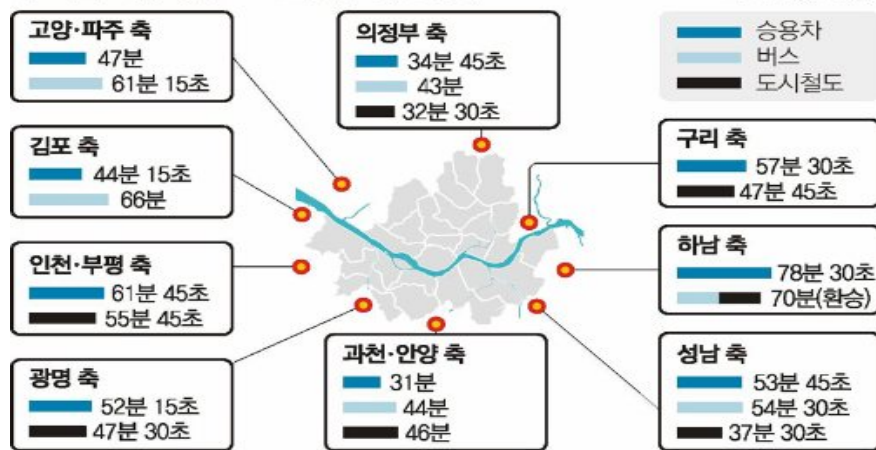 고양·파주 축
47분
61분 15초
의정부 축
34분 45초
43분
32분 30초
승용차
버스
도시철도
김포 축
44분 15초
66분
구리 축
57분 30초
47분 45초
인천·부평 축
61분 45초
55분 45초
하남 축
78분 30초
70분(환승)
광명 축
52분 15초
47분 30초
과천·안양 축
31분
44분
46분
성남 축
53분 45초
54분 30초
37분 30초